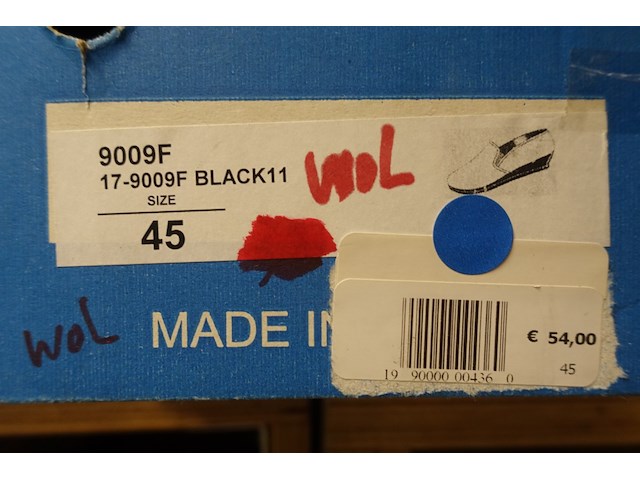 9009F
17-9009F BLACK11
SIZE
45
WOL
WOL
MADE IN
€ 54,00
45
19 90000 00436 0